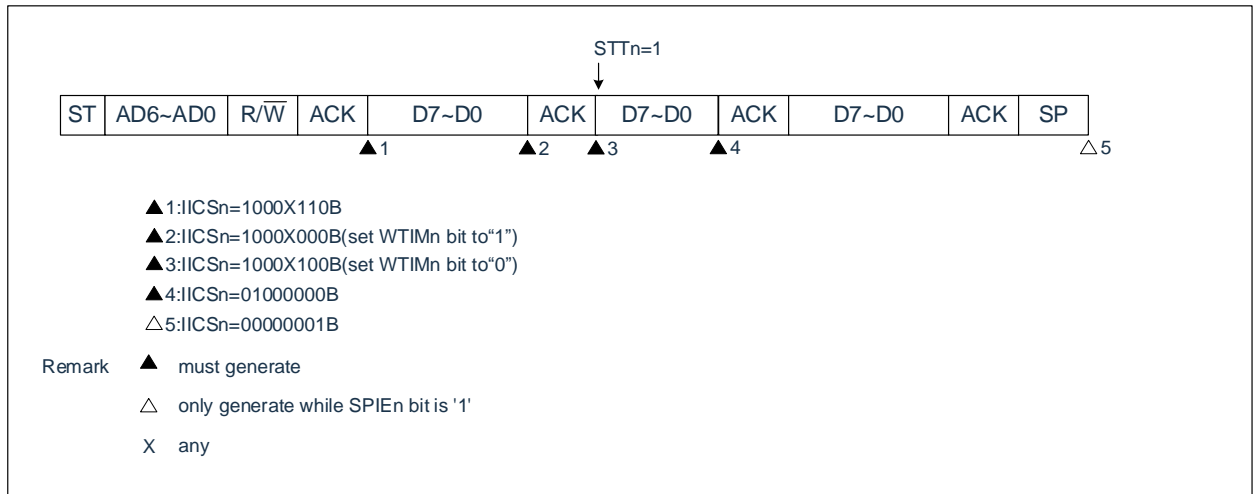 STTn=1
ST AD6~AD0 R/W̅ ACK D7~D0 ACK D7~D0 ACK D7~D0 ACK SP
▲1 ▲2 ▲3 ▲4 △5
▲1:IICSn=1000X110B
▲2:IICSn=1000X000B(set WTIMn bit to“1”)
▲3:IICSn=1000X100B(set WTIMn bit to“0”)
▲4:IICSn=01000000B
△5:IICSn=00000001B
Remark ▲ must generate
△ only generate while SPIEn bit is '1'
X any